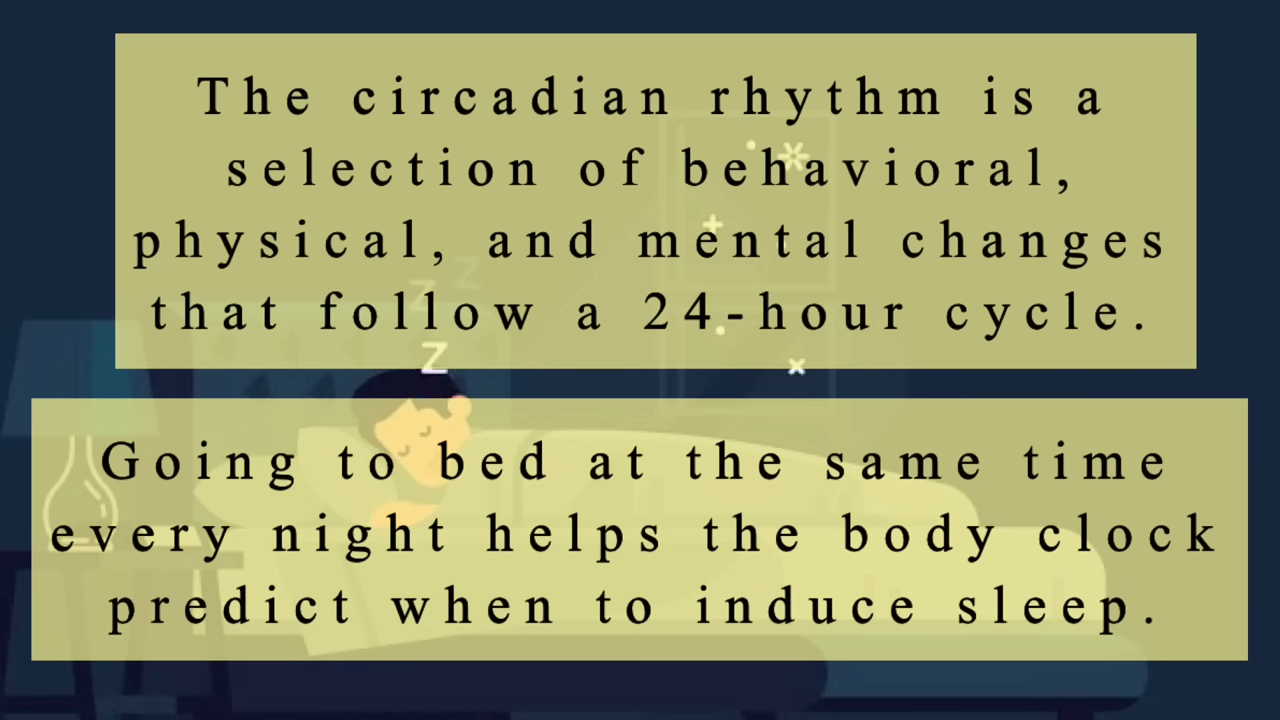 The circadian rhythm is a
selection of behavioral,
physical, and mental changes
that follow a 24-hour cycle.
z
z
z
Going to bed at the same time
every night helps the body clock
predict when to induce sleep.